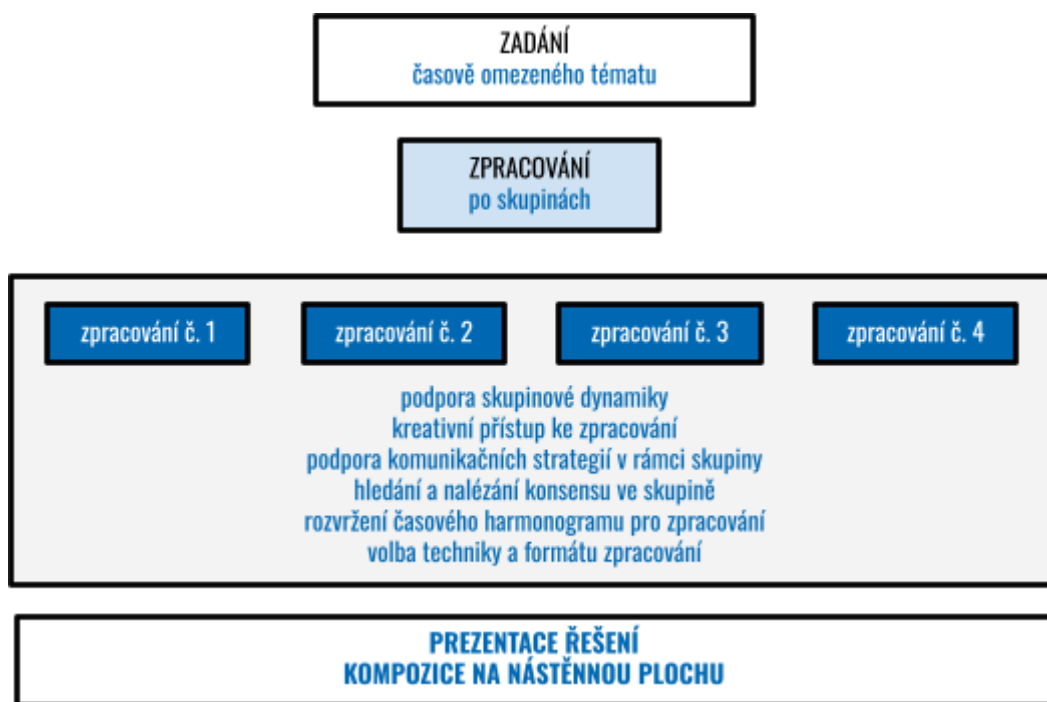 ZADÁNÍ
časově omezeného tématu
ZPRACOVÁNÍ
po skupinách
zpracování č. 1
zpracování č. 2
zpracování č. 3
zpracování č. 4
podpora skupinové dynamiky
kreativní přístup ke zpracování
podpora komunikačních strategií v rámci skupiny
hledání a nalézání konsensu ve skupině
rozvržení časového harmonogramu pro zpracování
volba techniky a formátu zpracování
PREZENTACE ŘEŠENÍ
KOMPOZICE NA NÁSTĚNNOU PLOCHU